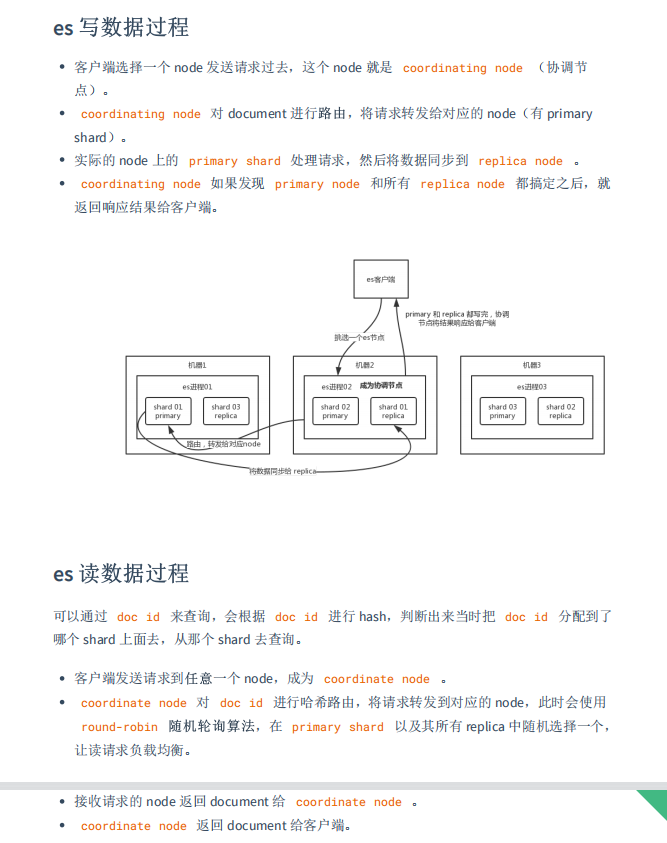 es 写数据过程
客户端选择一个 node 发送请求过去，这个 node 就是 coordinating node （协调节
点）。
coordinating node 对 document 进行路由，将请求转发给对应的 node（有 primary
shard）。
实际的 node 上的 primary shard 处理请求，然后将数据同步到 replica node 。
coordinating node 如果发现 primary node 和所有 replica node 都搞定之后，就
返回响应结果给客户端。
es客户端
primary 和 replica 都写完，协调
节点将结果响应给客户端
挑选一个es节点
机器1
机器2
机器3
es进程01
es进程02
成为协调节点
es进程03
shard 01
primary
shard 03
replica
shard 02
primary
shard 01
replica
shard 03
primary
shard 02
replica
路由，转发给对应node
将数据同步给 replica
es 读数据过程
可以通过 doc id 来查询，会根据 doc id 进行 hash，判断出来当时把 doc id 分配到了
哪个 shard 上面去，从那个 shard 去查询。
客户端发送请求到任意一个 node，成为 coordinate node 。
coordinate node 对 doc id 进行哈希路由，将请求转发到对应的 node，此时会使用
round-robin 随机轮询算法，在 primary shard 以及其所有 replica 中随机选择一个，
让读请求负载均衡。
接收请求的 node 返回 document 给 coordinate node 。
coordinate node 返回 document 给客户端。